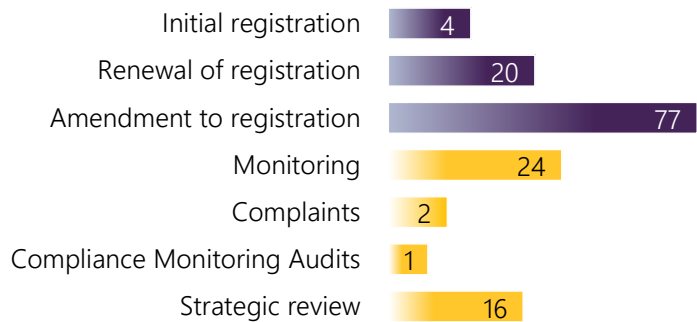 Initial registration 4
Renewal of registration 20
Amendment to registration 77
Monitoring 24
Complaints 2
Compliance Monitoring Audits 1
Strategic review 16